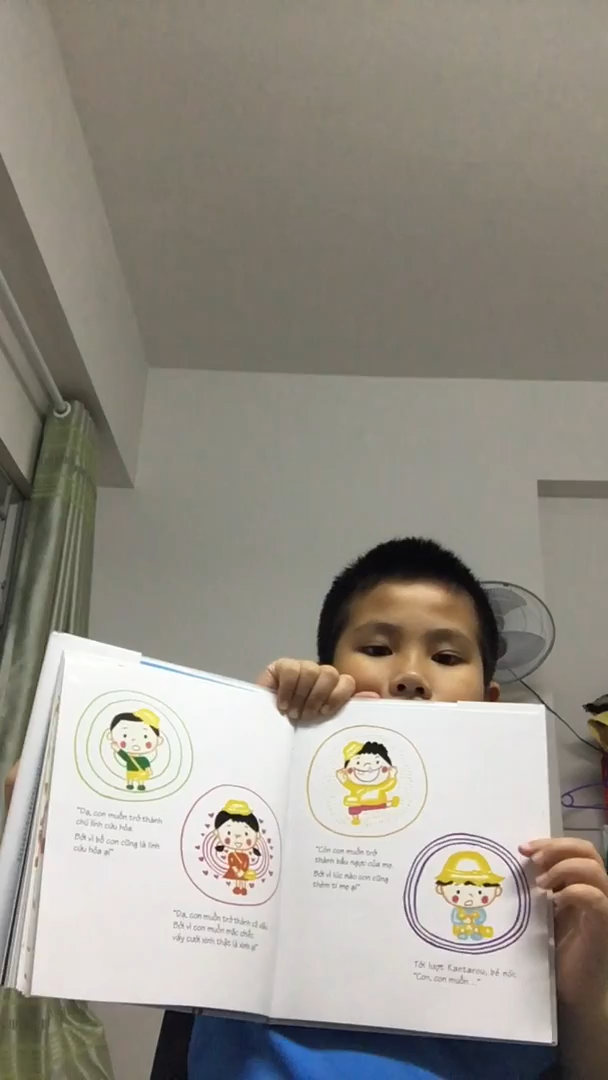 "Dạ, con muốn trở thành
chú lính cứu hỏa.
Bởi vì bố con cũng là lính
cứu hỏa ạ!"
"Dạ, con muốn trở thành cô dâu.
Bởi vì con muốn mặc chiếc
váy cưới xinh thật là xinh ạ!"
"Còn con muốn trở
thành bầu ngực của mẹ.
Bởi vì lúc nào con cũng
thèm ti mẹ ạ!"
Tới lượt Kantarou, bé nói:
"Con, con muốn..."